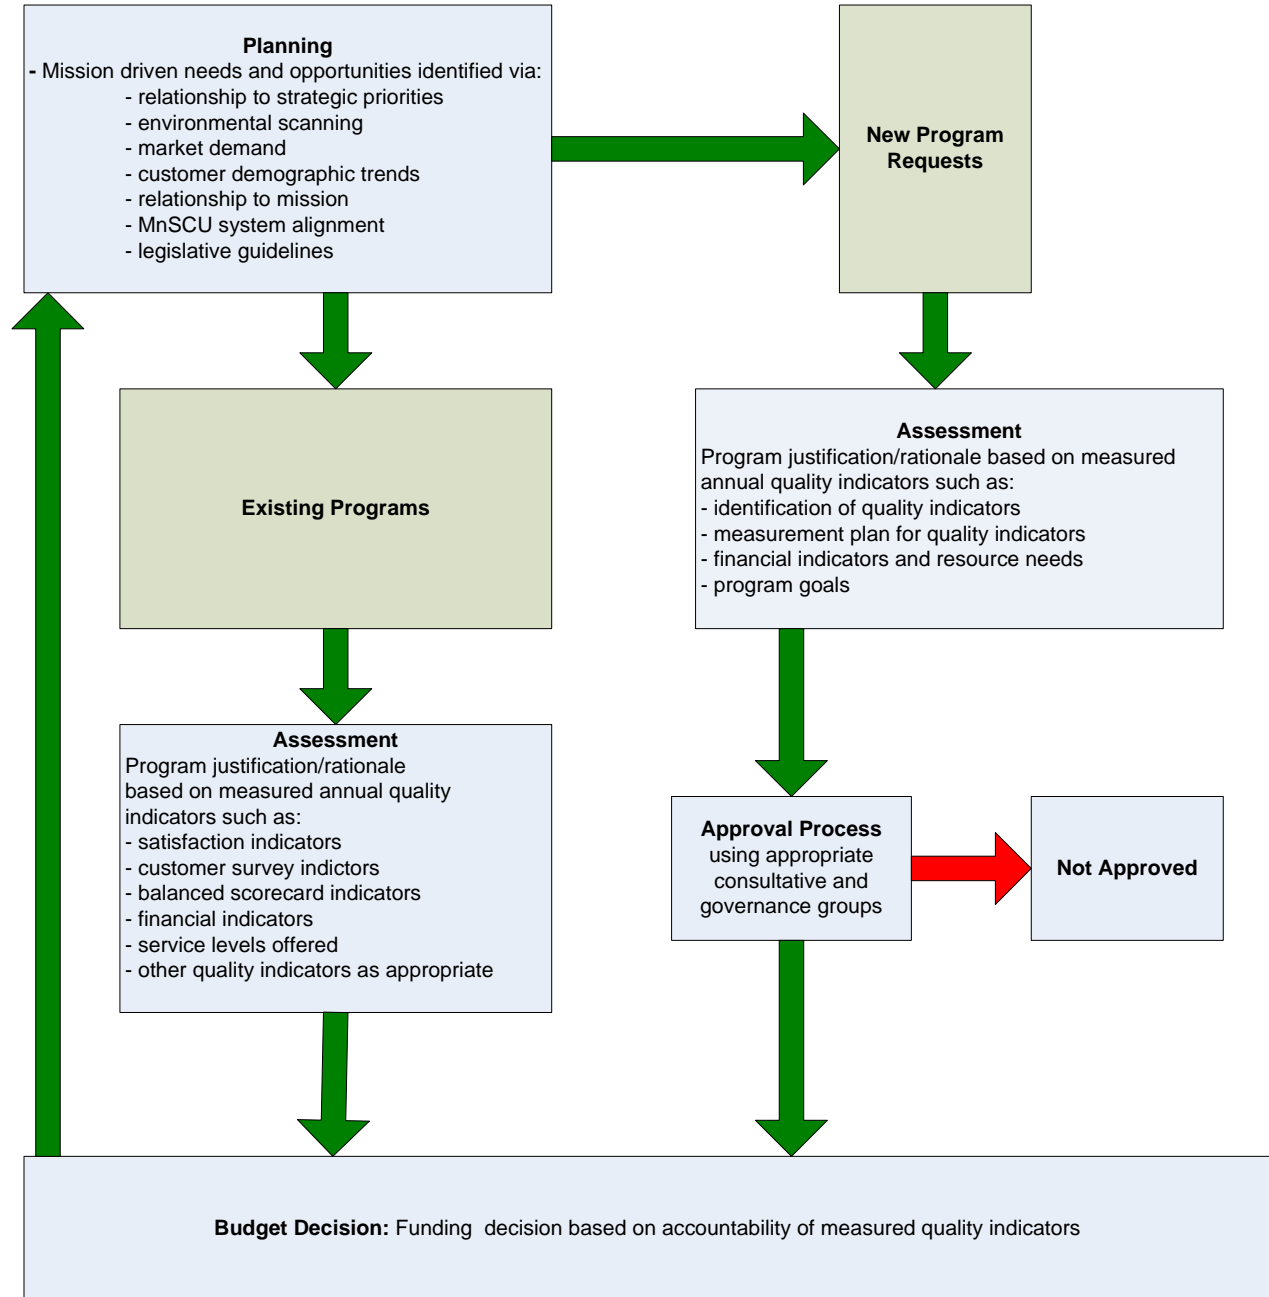 Planning
- Mission driven needs and opportunities identified via:
- relationship to strategic priorities
- environmental scanning
- market demand
- customer demographic trends
- relationship to mission
- MnSCU system alignment
- legislative guidelines
New Program
Requests
Existing Programs
Assessment
Program justification/rationale based on measured
annual quality indicators such as:
- identification of quality indicators
- measurement plan for quality indicators
- financial indicators and resource needs
- program goals
Assessment
Program justification/rationale
based on measured annual quality
indicators such as:
- satisfaction indicators
- customer survey indictors
- balanced scorecard indicators
- financial indicators
- service levels offered
- other quality indicators as appropriate
Approval Process
using appropriate
consultative and
governance groups
Not Approved
Budget Decision: Funding  decision based on accountability of measured quality indicators